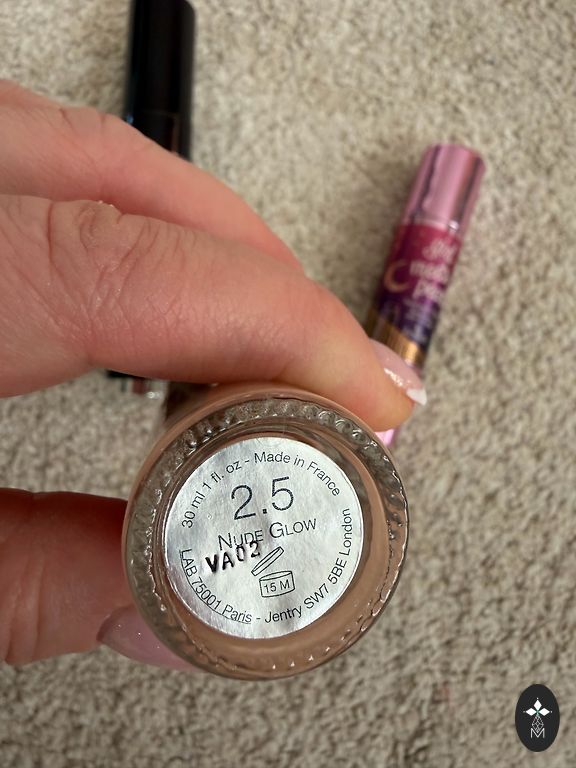 30 ml 1 fl. oz - Made in France
2.5
NUDE GLOW
VA02
15 M
LAB 75001 Paris - Jentry SW7 5BE London